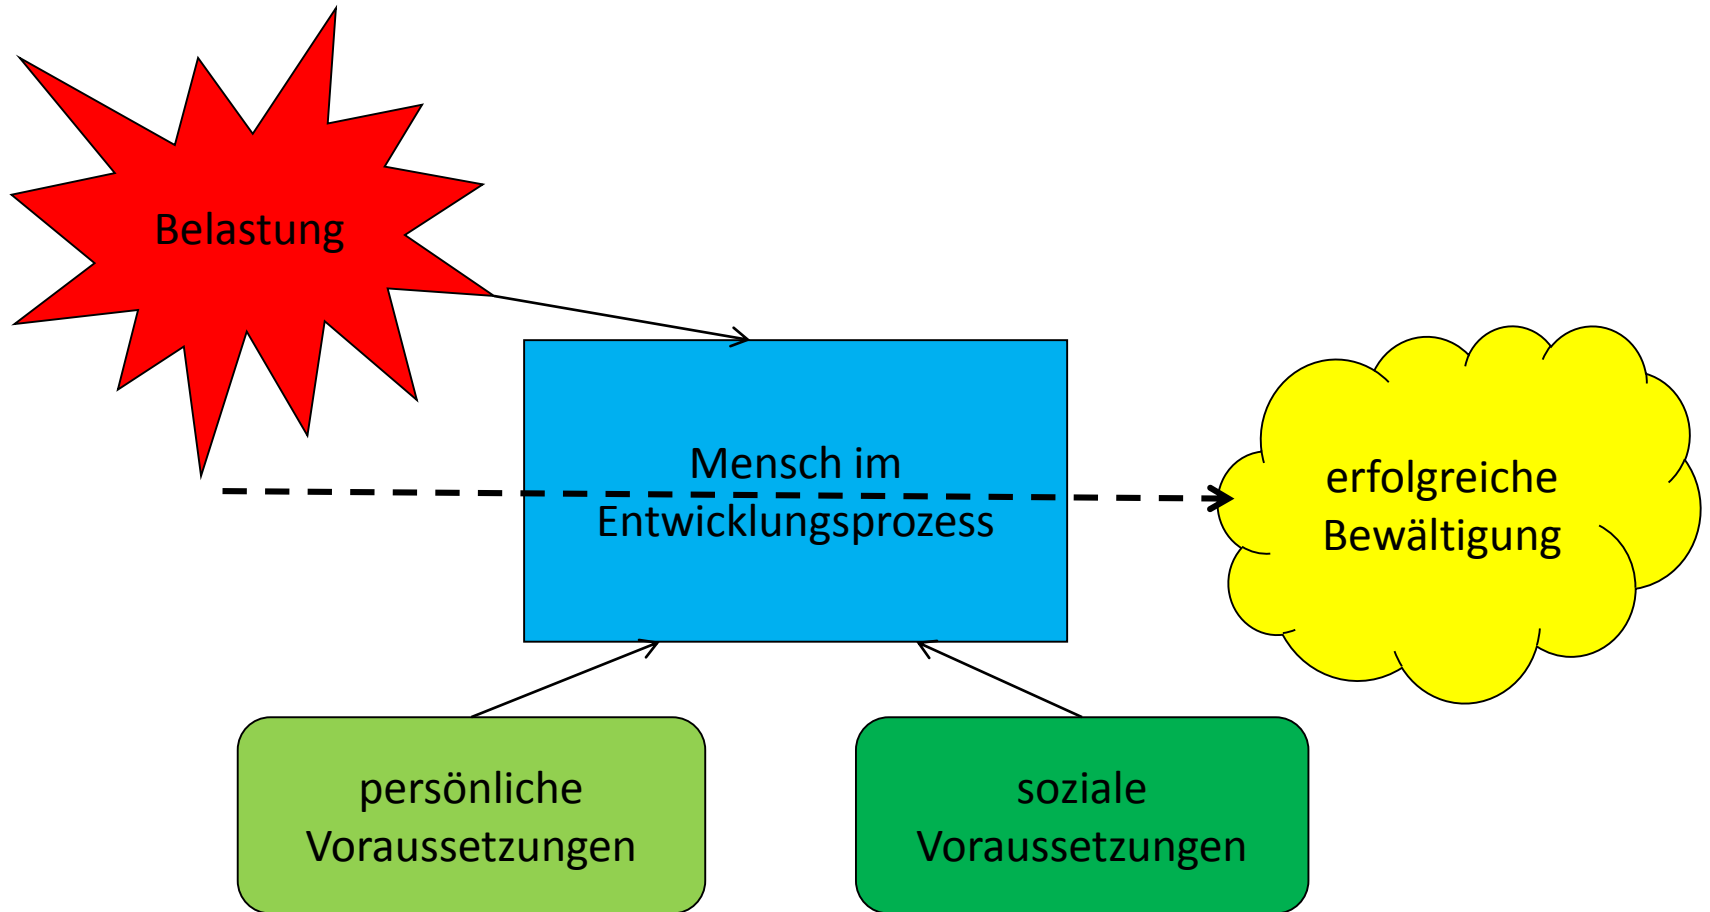 Belastung
Mensch im
Entwicklungsprozess
erfolgreiche
Bewältigung
persönliche
Voraussetzungen
soziale
Voraussetzungen